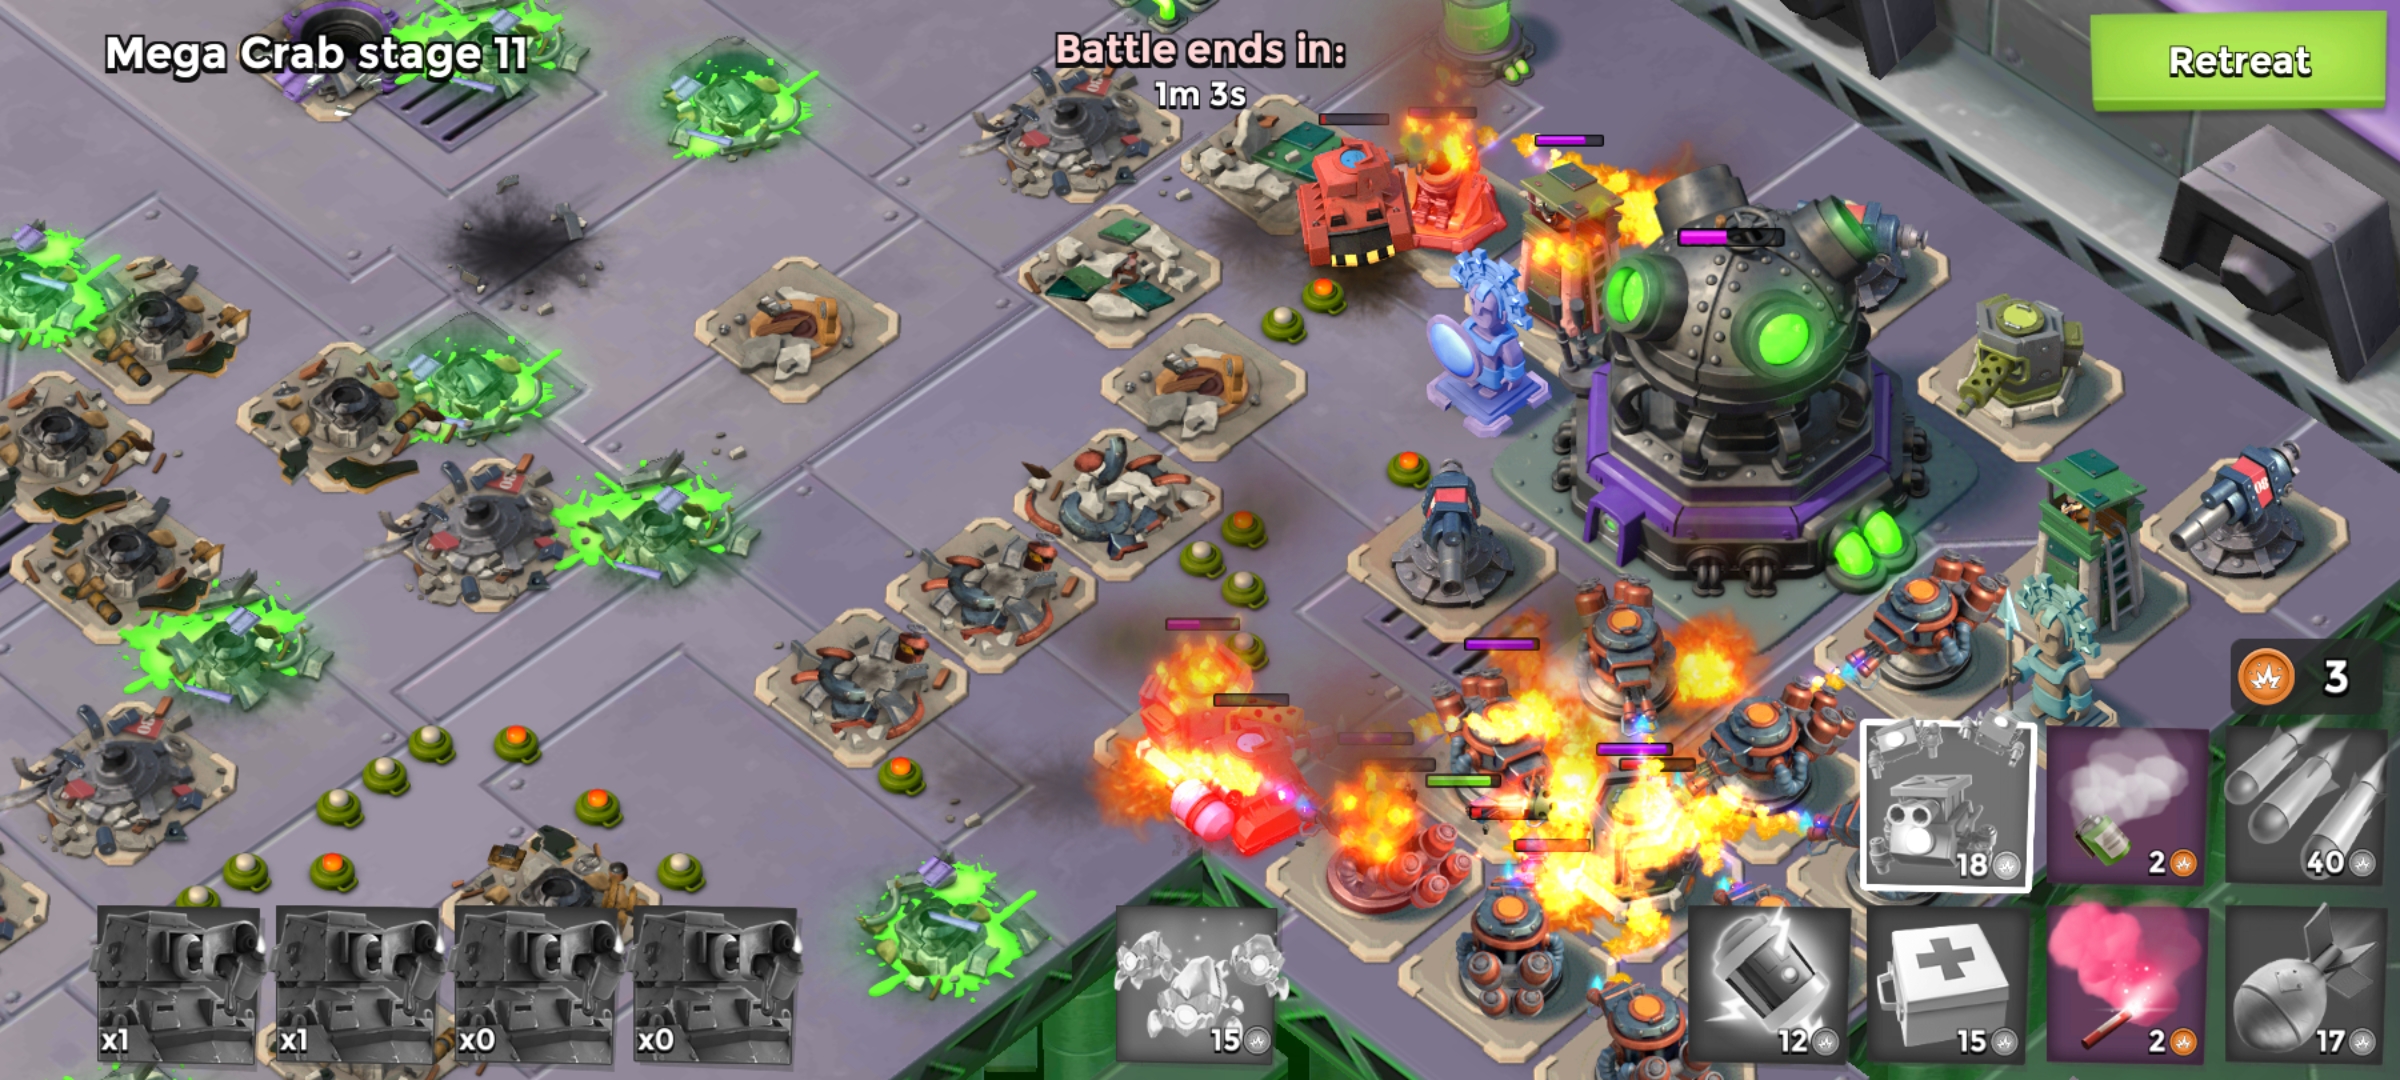 Mega Crab stage 11
Battle ends in:
1m 3s
Retreat
3
18
2
40
x1
x1
x0
x0
15
12
15
2
17
08